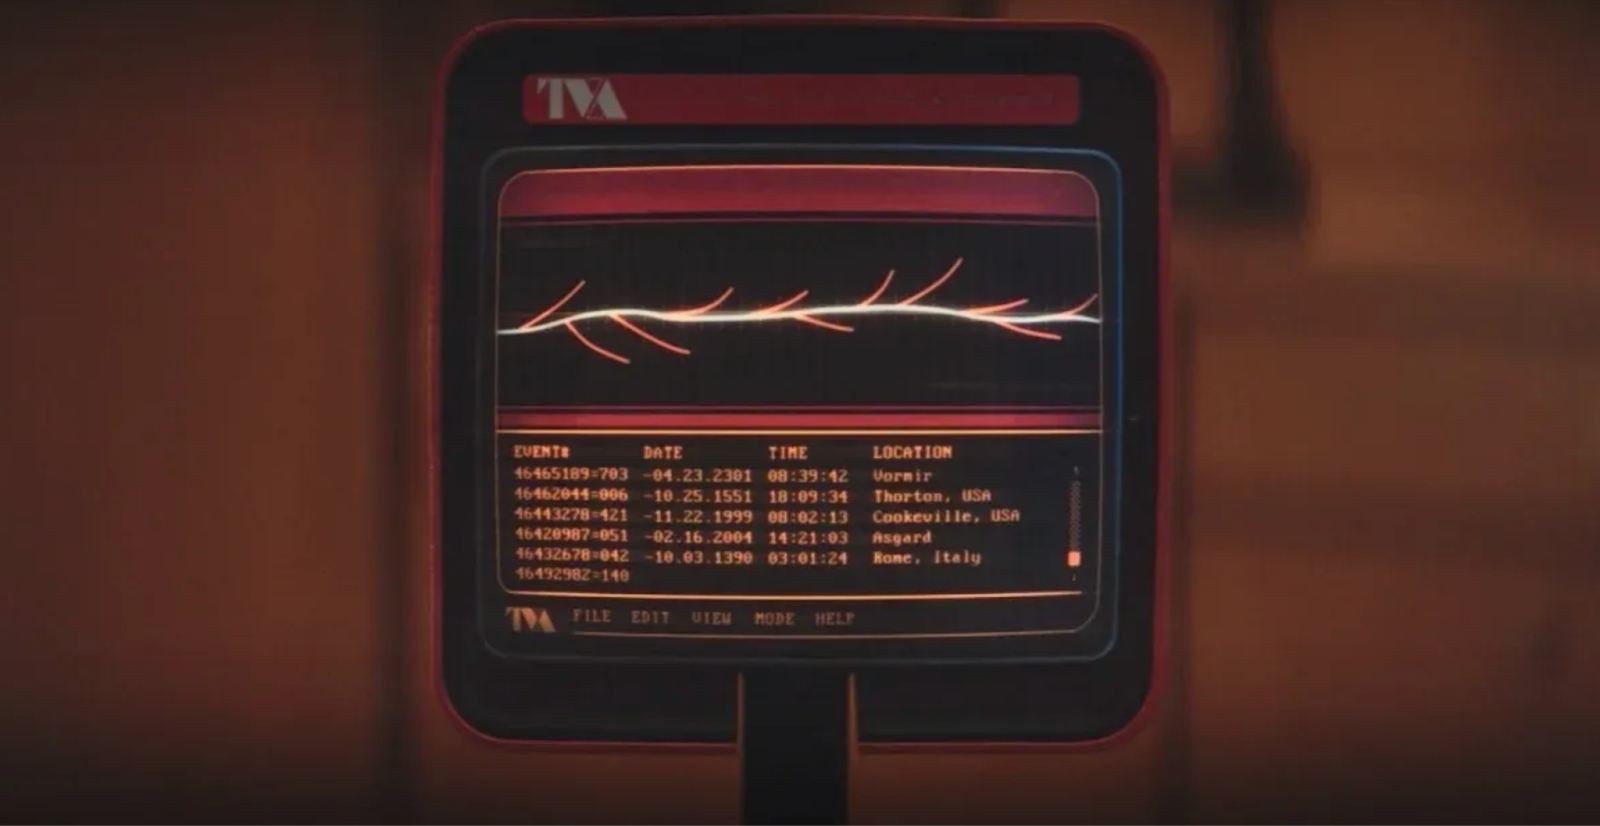 TVA
EVENT# DATE TIME LOCATION
46465189=703 -04.23.2301 08:39:42 Vormir
46462044=006 -10.25.1551 18:09:34 Thorton, USA
46443278=421 -11.22.1999 08:02:13 Cookeville, USA
46420987=051 -02.16.2004 14:21:03 Asgard
46432678=042 -10.03.1390 03:01:24 Rome, Italy
46492982=140
TVA FILE EDIT VIEW MODE HELP